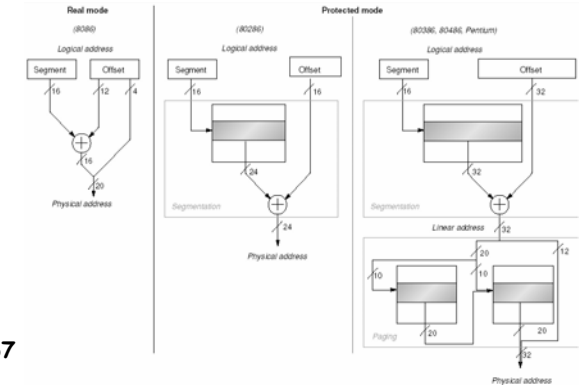 Real mode
Protected mode
(8086)
(80286)
(80386, 80486, Pentium)
Logical address
Logical address
Logical address
Segment
Offset
Segment
Offset
Segment
Offset
16
12
4
16
16
16
32
16
24
32
20
Segmentation
Segmentation
Physical address
24
Linear address
32
Physical address
20
12
10
10
20
20
Paging
32
Physical address
7